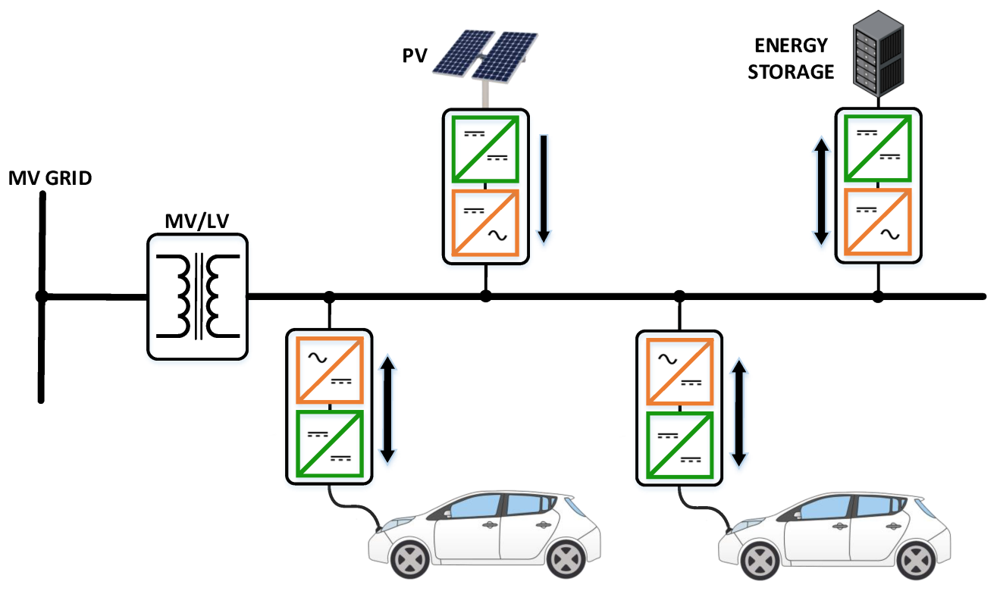 PV
ENERGY
STORAGE
MV GRID
MV/LV